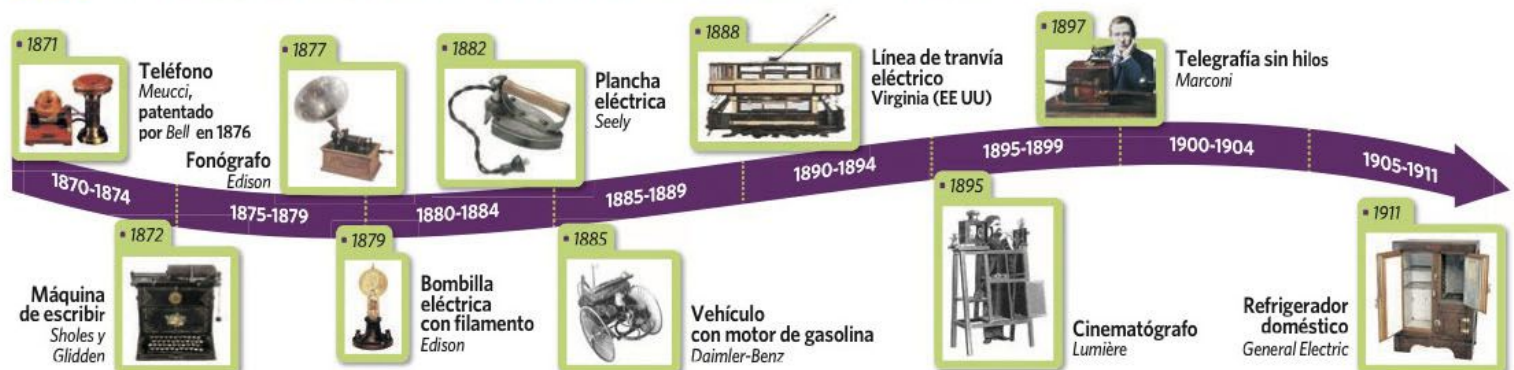 1871
Teléfono
Meucci,
patentado
por Bell en 1876
1872
Máquina
de escribir
Sholes y
Glidden
1877
Fonógrafo
Edison
1879
Bombilla
eléctrica
con filamento
Edison
1882
Plancha
eléctrica
Seely
1885
Vehículo
con motor de gasolina
Daimler-Benz
1888
Línea de tranvía
eléctrico
Virginia (EE UU)
1895
Cinematógrafo
Lumière
1897
Telegrafía sin hilos
Marconi
1911
Refrigerador
doméstico
General Electric
1870-1874
1875-1879
1880-1884
1885-1889
1890-1894
1895-1899
1900-1904
1905-1911